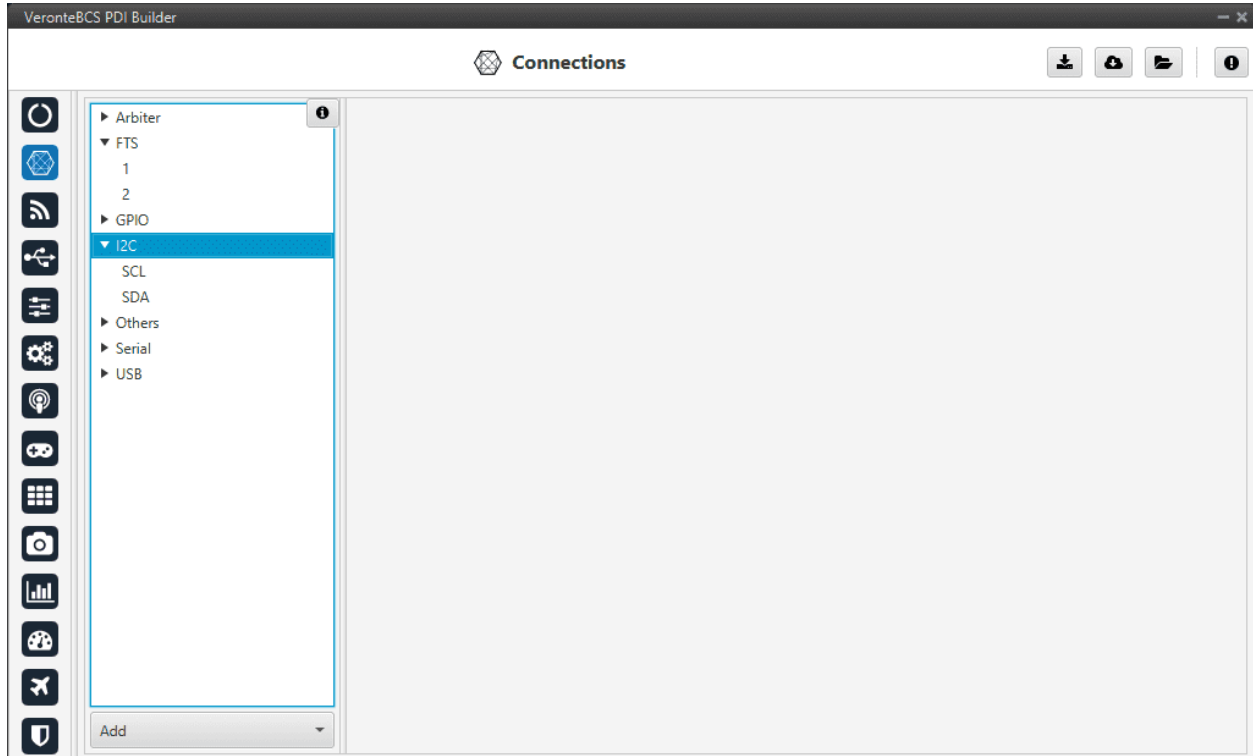 VeronteBCS PDI Builder
Connections
Arbiter
FTS
1
2
GPIO
I2C
SCL
SDA
Others
Serial
USB
Add